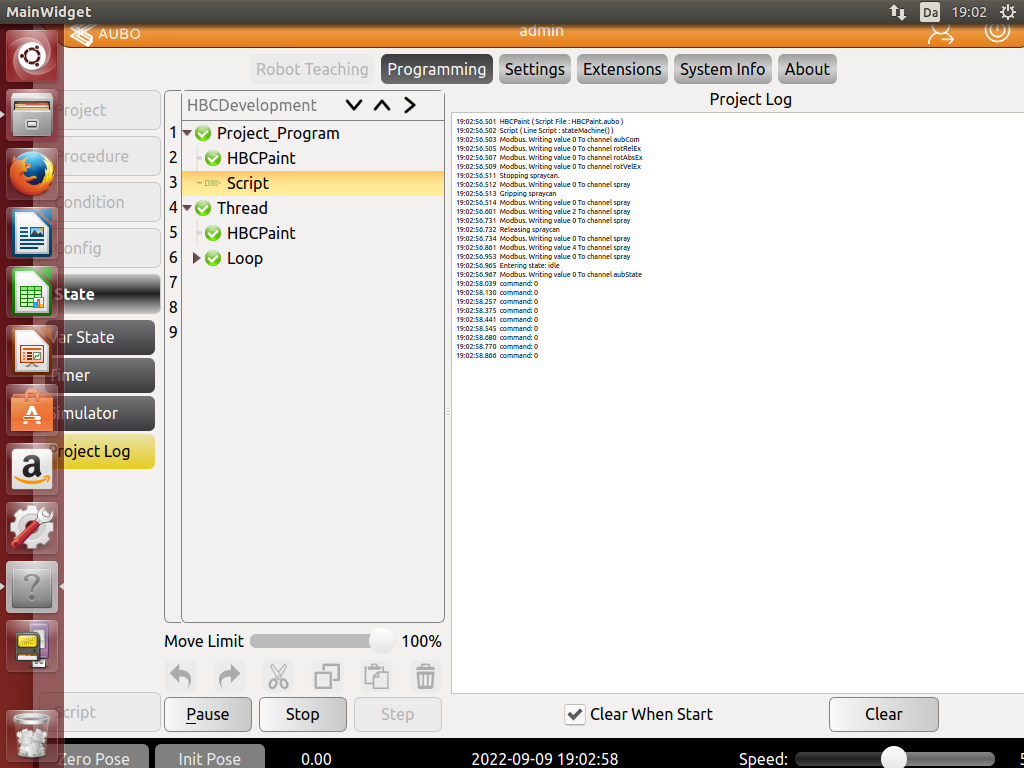 MainWidget
Da
19:02
AUBO
admin
Robot Teaching
Programming
Settings
Extensions
System Info
About
Project
Procedure
Condition
Config
State
Var State
Timer
Simulator
Project Log
Script
HBCDevelopment
1 Project_Program
2 HBCPaint
3 Script
4 Thread
5 HBCPaint
6 Loop
7
8
9
Project Log
19:02:56.501 HBCPaint ( Script File : HBCPaint.aubo )
19:02:56.502 Script ( Line Script : stateMachine() )
19:02:56.503 Modbus. Writing value 0 To channel aubCom
19:02:56.505 Modbus. Writing value 0 To channel rotRelEx
19:02:56.507 Modbus. Writing value 0 To channel rotAbsEx
19:02:56.509 Modbus. Writing value 0 To channel rotVelEx
19:02:56.511 Stopping spraycan.
19:02:56.512 Modbus. Writing value 0 To channel spray
19:02:56.513 Gripping spraycan
19:02:56.514 Modbus. Writing value 0 To channel spray
19:02:56.601 Modbus. Writing value 2 To channel spray
19:02:56.731 Modbus. Writing value 0 To channel spray
19:02:56.732 Releasing spraycan
19:02:56.734 Modbus. Writing value 0 To channel spray
19:02:56.861 Modbus. Writing value 4 To channel spray
19:02:56.953 Modbus. Writing value 0 To channel spray
19:02:56.965 Entering state: idle
19:02:56.967 Modbus. Writing value 0 To channel aubState
19:02:58.039 command: 0
19:02:58.130 command: 0
19:02:58.257 command: 0
19:02:58.375 command: 0
19:02:58.441 command: 0
19:02:58.545 command: 0
19:02:58.680 command: 0
19:02:58.770 command: 0
19:02:58.866 command: 0
Move Limit
100%
Pause
Stop
Step
Clear When Start
Clear
Zero Pose
Init Pose
0.00
2022-09-09 19:02:58
Speed: